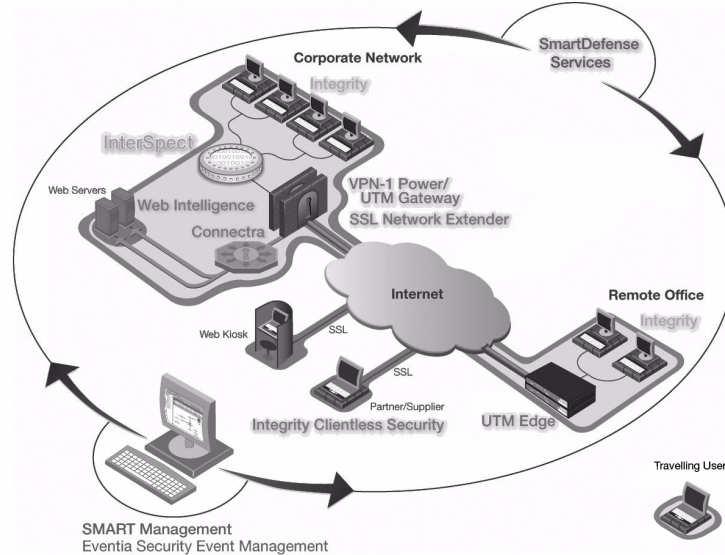 SmartDefense
Services
Corporate Network
Integrity
InterSpect
VPN-1 Power/
UTM Gateway
SSL Network Extender
Web Servers
Web Intelligence
Connectra
Internet
Remote Office
Integrity
Web Kiosk
SSL
SSL
Partner/Supplier
Integrity Clientless Security
UTM Edge
Travelling User
SMART Management
Eventia Security Event Management